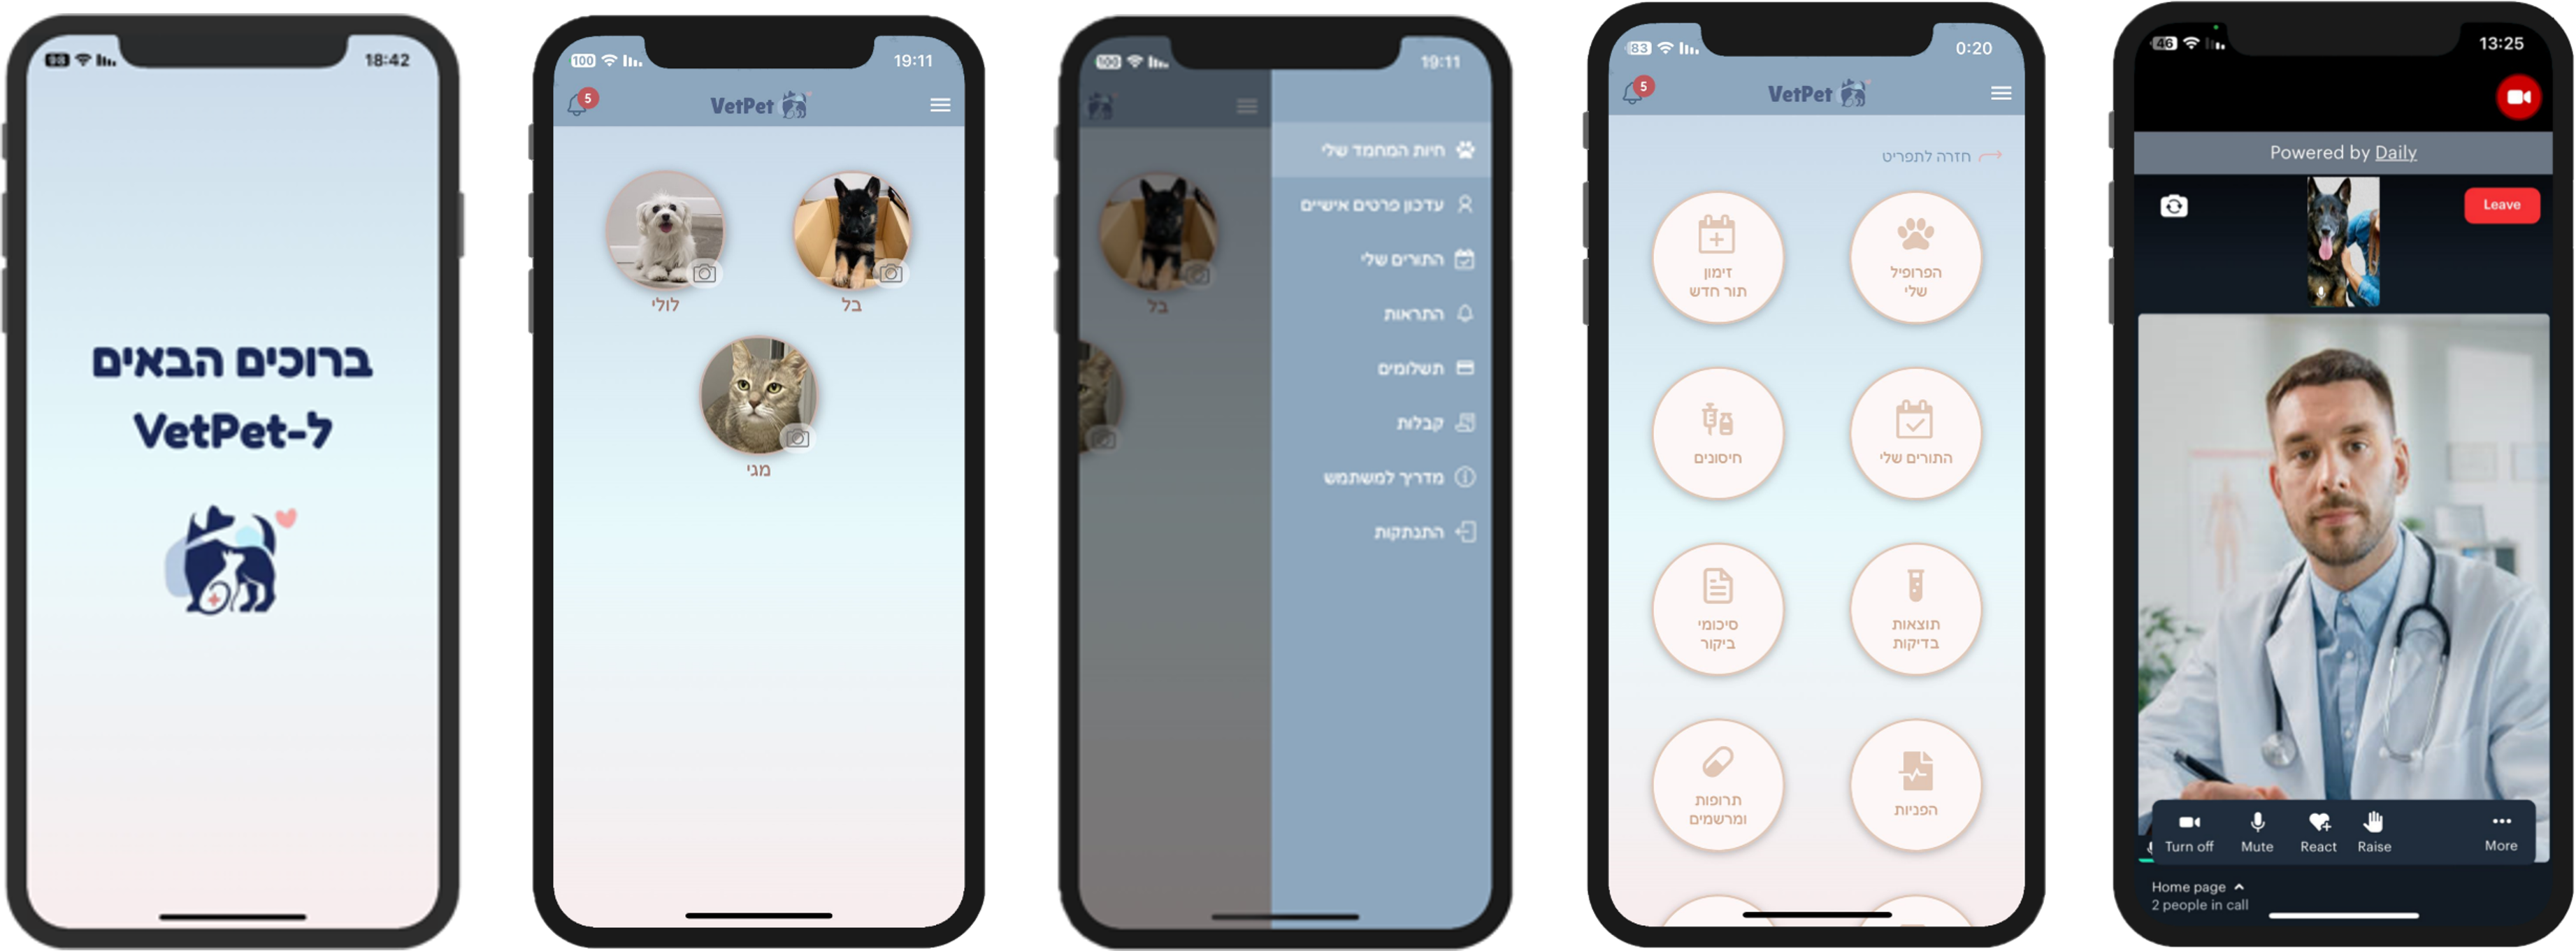 98
18:42
ברוכים הבאים
ל-VetPet
100
19:11
5
VetPet
לולי
בל
מגי
100
19:11
בל
חיות המחמד שלי
עדכון פרטים אישיים
התורים שלי
התראות
תשלומים
קבלות
מדריך למשתמש
התנתקות
83
0:20
5
VetPet
חזרה לתפריט
הפרופיל
שלי
זימון
תור חדש
התורים שלי
חיסונים
תוצאות
בדיקות
סיכומי
ביקור
הפניות
תרופות
ומרשמים
46
13:25
Powered by Daily
Leave
Turn off
Mute
React
Raise
More
Home page
2 people in call